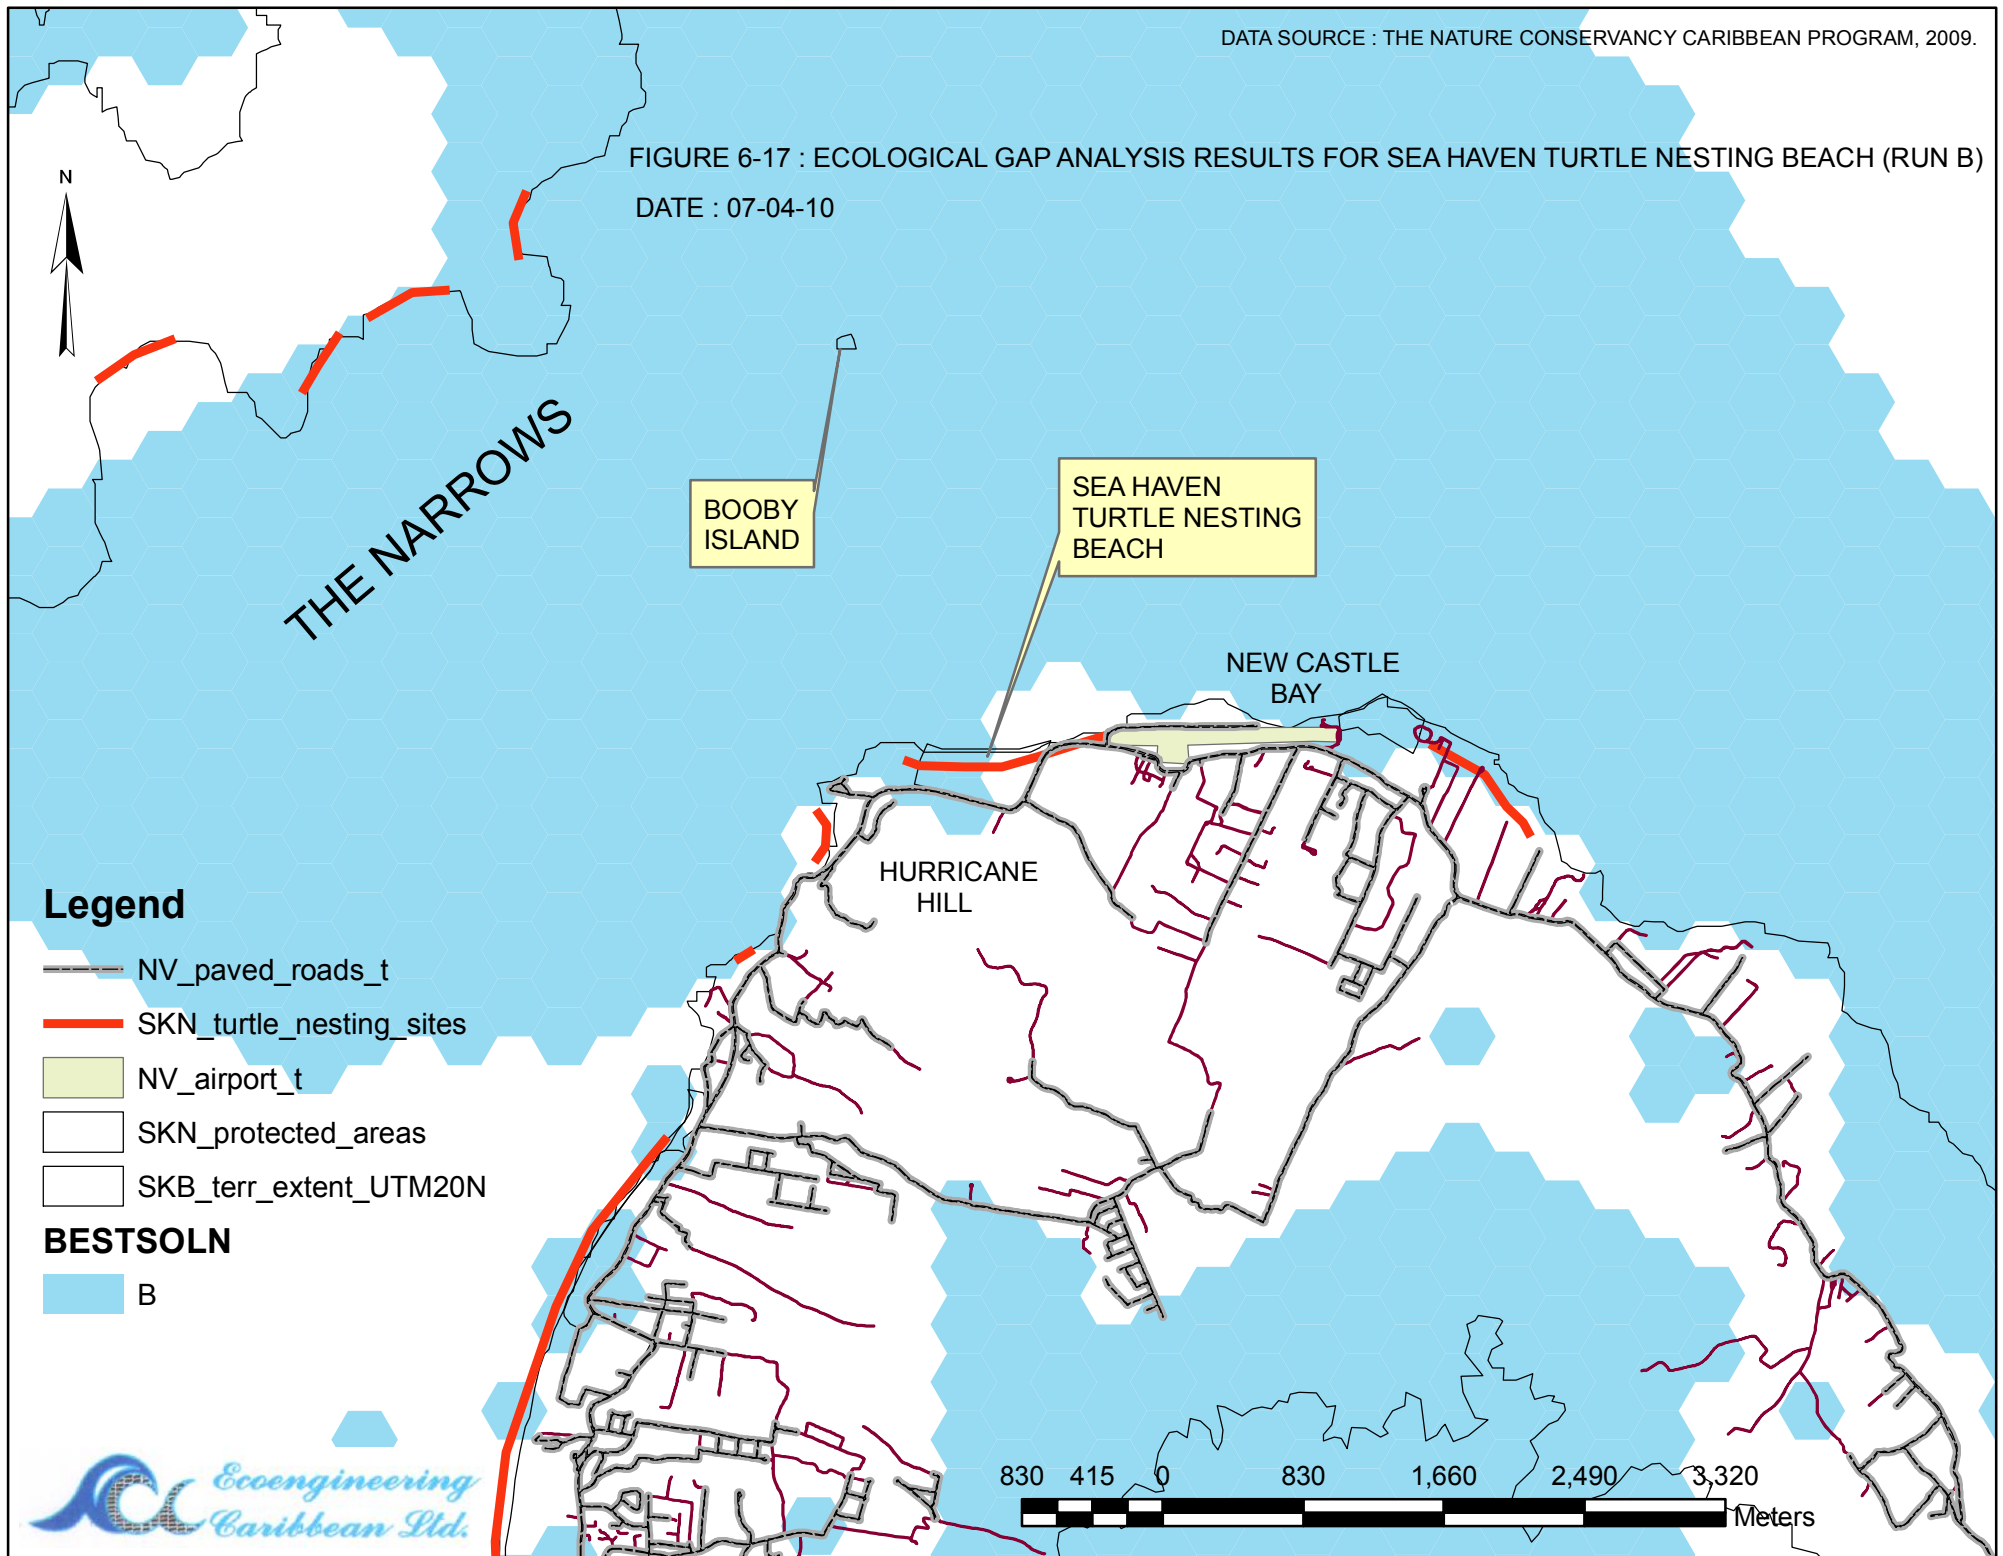 DATA SOURCE : THE NATURE CONSERVANCY CARIBBEAN PROGRAM, 2009.
FIGURE 6-17 : ECOLOGICAL GAP ANALYSIS RESULTS FOR SEA HAVEN TURTLE NESTING BEACH (RUN B)
DATE : 07-04-10
N
THE NARROWS
BOOBY
ISLAND
SEA HAVEN
TURTLE NESTING
BEACH
NEW CASTLE
BAY
HURRICANE
HILL
Legend
NV_paved_roads_t
SKN_turtle_nesting_sites
NV_airport_t
SKN_protected_areas
SKB_terr_extent_UTM20N
BESTSOLN
B
Ecoengineering
Caribbean Ltd.
830 415 0 830 1,660 2,490 3,320
Meters